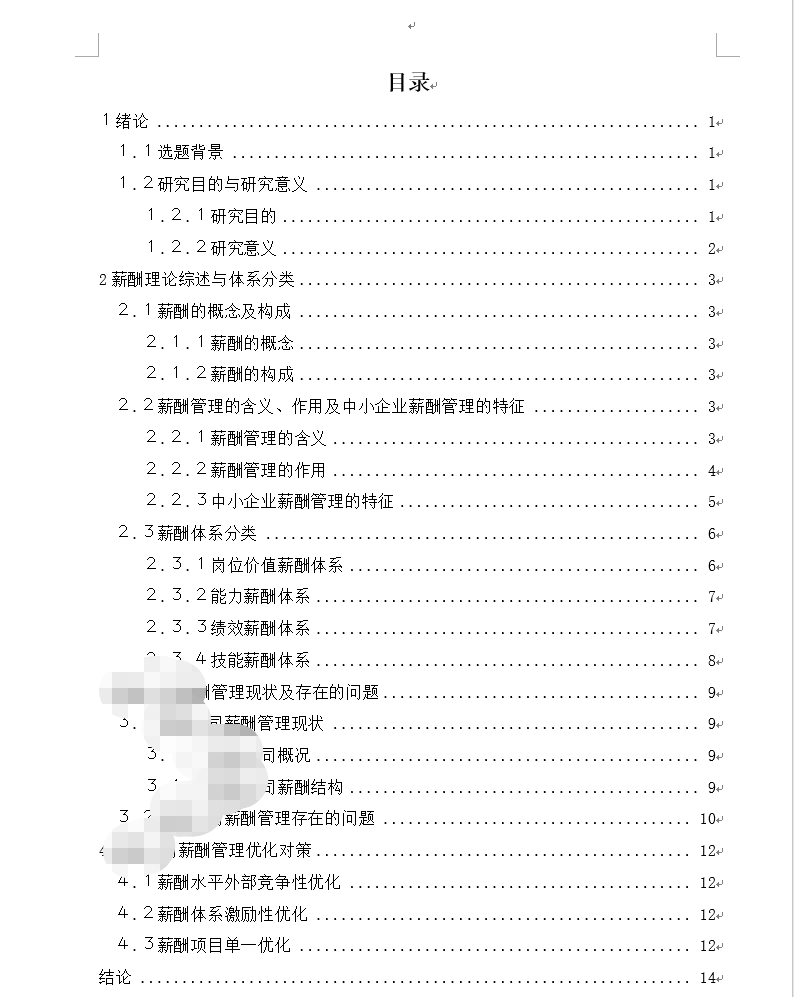 目录
1 绪论 ................ 1
1.1 选题背景 ................ 1
1.2 研究目的与研究意义 ................ 1
1.2.1 研究目的 ................ 1
1.2.2 研究意义 ................ 2
2 薪酬理论综述与体系分类 ................ 3
2.1 薪酬的概念及构成 ................ 3
2.1.1 薪酬的概念 ................ 3
2.1.2 薪酬的构成 ................ 3
2.2 薪酬管理的含义、作用及中小企业薪酬管理的特征 ................ 3
2.2.1 薪酬管理的含义 ................ 3
2.2.2 薪酬管理的作用 ................ 4
2.2.3 中小企业薪酬管理的特征 ................ 5
2.3 薪酬体系分类 ................ 6
2.3.1 岗位价值薪酬体系 ................ 6
2.3.2 能力薪酬体系 ................ 7
2.3.3 绩效薪酬体系 ................ 7
2.3.4 技能薪酬体系 ................ 8
管理现状及存在的问题 ................ 9
3. 司薪酬管理现状 ................ 9
3. 司概况 ................ 9
3. 司薪酬结构 ................ 9
3.2 薪酬管理存在的问题 ................ 10
4 薪酬管理优化对策 ................ 12
4.1 薪酬水平外部竞争性优化 ................ 12
4.2 薪酬体系激励性优化 ................ 12
4.3 薪酬项目单一优化 ................ 12
结论 ................ 14